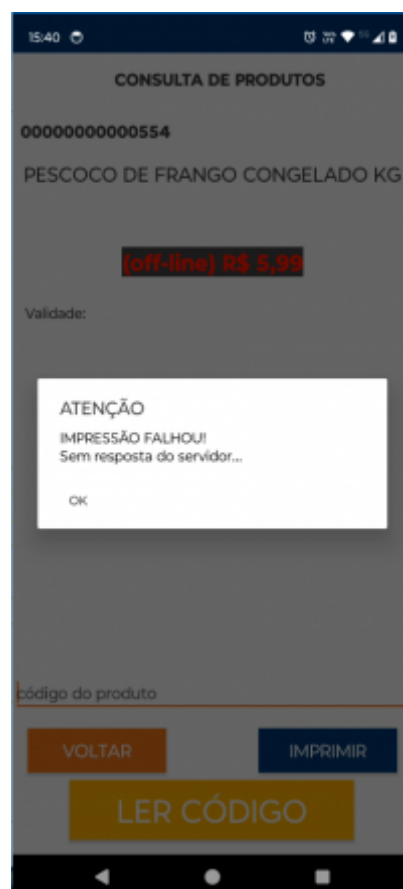 15:40
CONSULTA DE PRODUTOS
00000000000554
PESCOCO DE FRANGO CONGELADO KG
(off-line) R$ 5,99
Validade:
ATENÇÃO
IMPRESSÃO FALHOU!
Sem resposta do servidor...
OK
código do produto
VOLTAR
IMPRIMIR
LER CÓDIGO